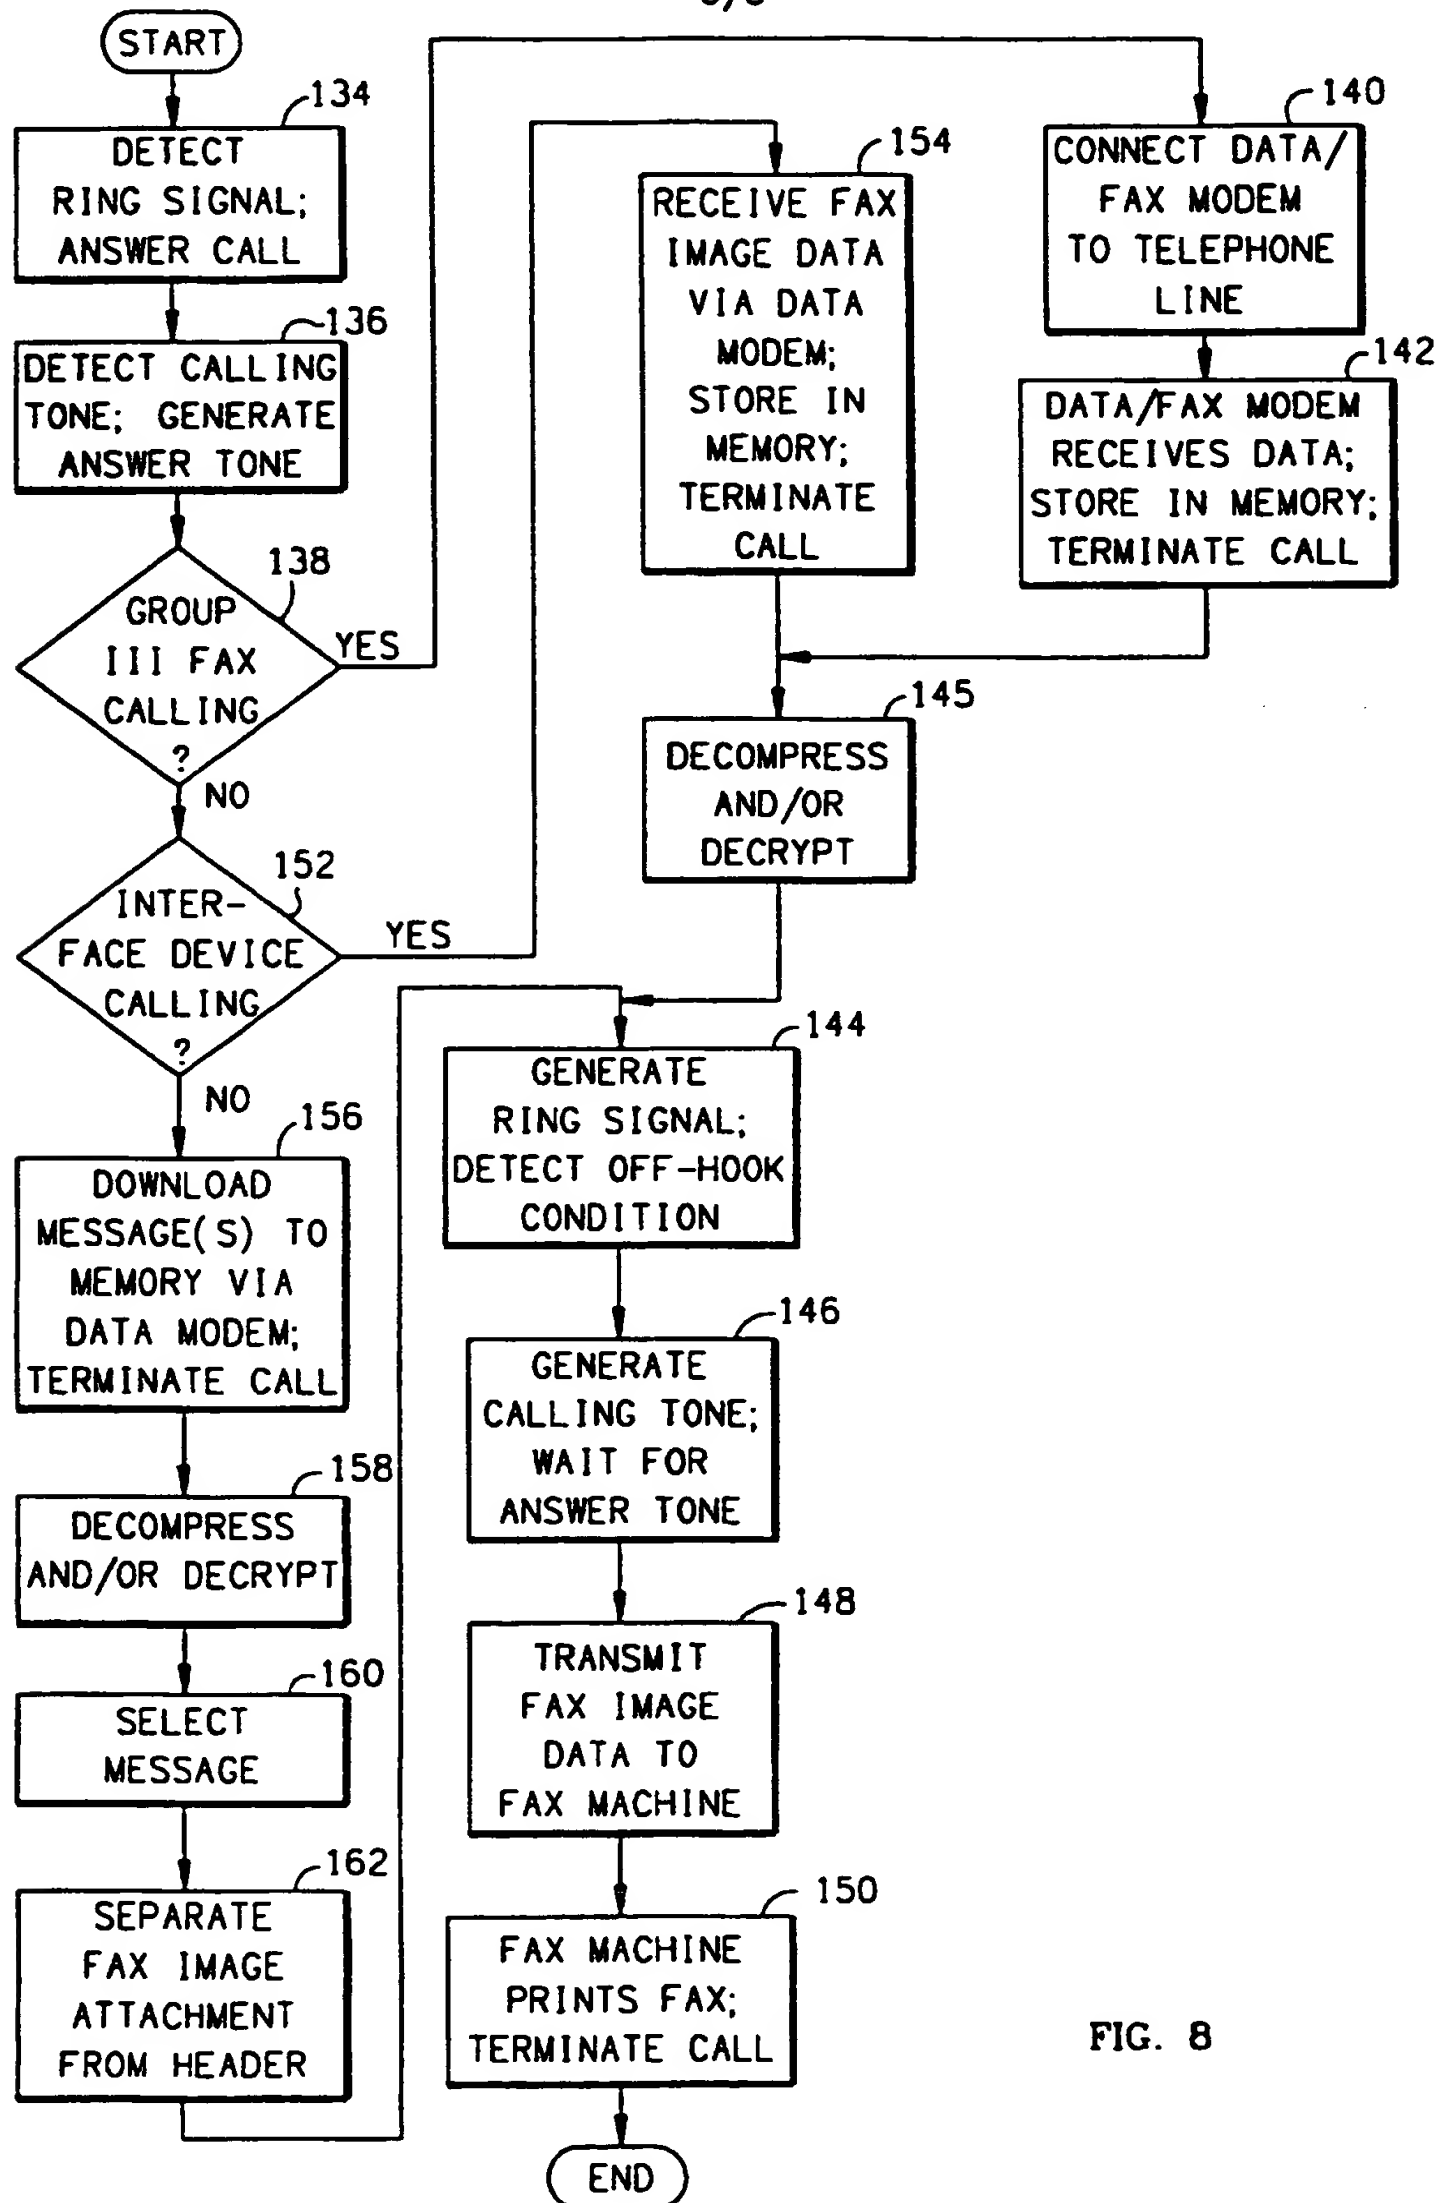 START
134
DETECT
RING SIGNAL;
ANSWER CALL
136
DETECT CALLING
TONE; GENERATE
ANSWER TONE
138
GROUP
III FAX
CALLING
?
YES
NO
152
INTER-
FACE DEVICE
CALLING
?
YES
NO
156
DOWNLOAD
MESSAGE(S) TO
MEMORY VIA
DATA MODEM;
TERMINATE CALL
158
DECOMPRESS
AND/OR DECRYPT
160
SELECT
MESSAGE
162
SEPARATE
FAX IMAGE
ATTACHMENT
FROM HEADER
154
RECEIVE FAX
IMAGE DATA
VIA DATA
MODEM;
STORE IN
MEMORY;
TERMINATE
CALL
140
CONNECT DATA/
FAX MODEM
TO TELEPHONE
LINE
142
DATA/FAX MODEM
RECEIVES DATA;
STORE IN MEMORY;
TERMINATE CALL
145
DECOMPRESS
AND/OR
DECRYPT
144
GENERATE
RING SIGNAL;
DETECT OFF-HOOK
CONDITION
146
GENERATE
CALLING TONE;
WAIT FOR
ANSWER TONE
148
TRANSMIT
FAX IMAGE
DATA TO
FAX MACHINE
150
FAX MACHINE
PRINTS FAX;
TERMINATE CALL
END
FIG. 8